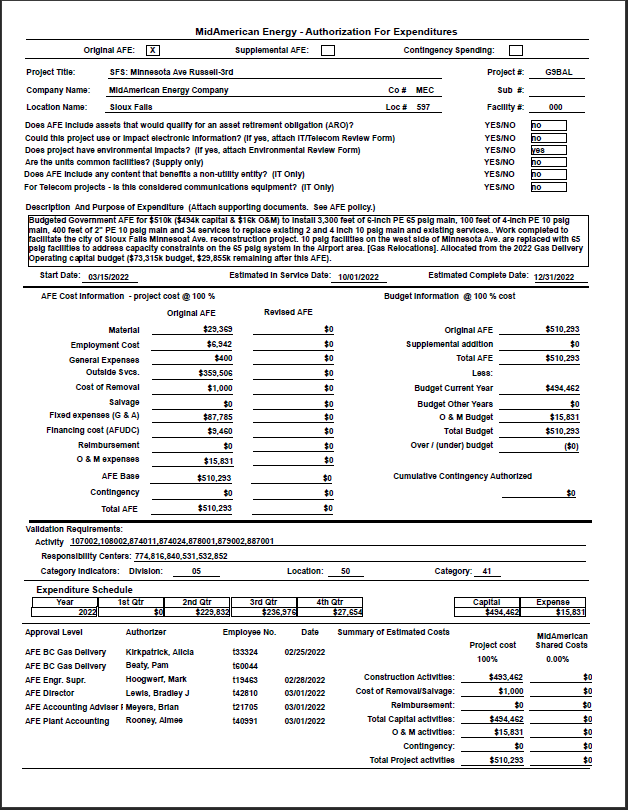 MidAmerican Energy - Authorization For Expenditures
Original AFE: X Supplemental AFE: Contingency Spending:
Project Title: SFS: Minnesota Ave Russell-3rd Project #: G9BAL
Company Name: MidAmerican Energy Company Co # MEC Sub #:
Location Name: Sioux Falls Loc # 597 Facility #: 000
Does AFE include assets that would qualify for an asset retirement obligation (ARO)? YES/NO no
Could this project use or impact electronic information? (If yes, attach IT/Telecom Review Form) YES/NO no
Does project have environmental impacts? (If yes, attach Environmental Review Form) YES/NO yes
Are the units common facilities? (Supply only) YES/NO no
Does AFE include any content that benefits a non-utility entity? (IT Only) YES/NO no
For Telecom projects - is this considered communications equipment? (IT Only) YES/NO no
Description And Purpose of Expenditure (Attach supporting documents. See AFE policy.)
Budgeted Government AFE for $510k ($494k capital & $16k O&M) to install 3,300 feet of 6-inch PE 65 psig main, 100 feet of 4-inch PE 10 psig
main, 400 feet of 2" PE 10 psig main and 34 services to replace existing 2 and 4 inch 10 psig main and existing services.. Work completed to
facilitate the city of Sioux Falls Minnesoat Ave. reconstruction project. 10 psig facilities on the west side of Minnesota Ave. are replaced with 65
psig facilities to address capacity constraints on the 65 psig system in the Airport area. [Gas Relocations]. Allocated from the 2022 Gas Delivery
Operating capital budget ($73,315k budget, $29,855k remaining after this AFE).
Start Date: 03/15/2022 Estimated In Service Date: 10/01/2022 Estimated Complete Date: 12/31/2022
AFE Cost Information - project cost @ 100 % Budget Information @ 100 % cost
Original AFE Revised AFE
Material $29,369 $0 Original AFE $510,293
Employment Cost $6,942 $0 Supplemental addition $0
General Expenses $400 $0 Total AFE $510,293
Outside Svcs. $359,506 $0 Less:
Cost of Removal $1,000 $0 Budget Current Year $494,462
Salvage $0 $0 Budget Other Years $0
Fixed expenses (G & A) $87,785 $0 O & M Budget $15,831
Financing cost (AFUDC) $9,460 $0 Total Budget $510,293
Reimbursement $0 $0 Over / (under) budget ($0)
O & M expenses $15,831 $0
AFE Base $510,293 $0 Cumulative Contingency Authorized
Contingency $0 $0 $0
Total AFE $510,293 $0
Validation Requirements:
Activity 107002,108002,874011,874024,878001,879002,887001
Responsibility Centers: 774,816,840,531,532,852
Category Indicators: Division: 05 Location: 50 Category: 41
Expenditure Schedule
Year 1st Qtr 2nd Qtr 3rd Qtr 4th Qtr Capital Expense
2022 $0 $229,832 $236,976 $27,654 $494,462 $15,831
Approval Level Authorizer Employee No. Date Summary of Estimated Costs
Project cost MidAmerican Shared Costs
100% 0.00%
AFE BC Gas Delivery Kirkpatrick, Alicia t33324 02/25/2022
AFE BC Gas Delivery Beaty, Pam t60044
AFE Engr. Supr. Hoogwerf, Mark t19463 02/28/2022
AFE Director Lewis, Bradley J t42810 03/01/2022
AFE Accounting Adviser F Meyers, Brian t21705 03/01/2022
AFE Plant Accounting Rooney, Aimee t40991 03/01/2022
Construction Activities: $493,462 $0
Cost of Removal/Salvage: $1,000 $0
Reimbursement: $0 $0
Total Capital activities: $494,462 $0
O & M activities: $15,831 $0
Contingency: $0 $0
Total Project activities $510,293 $0